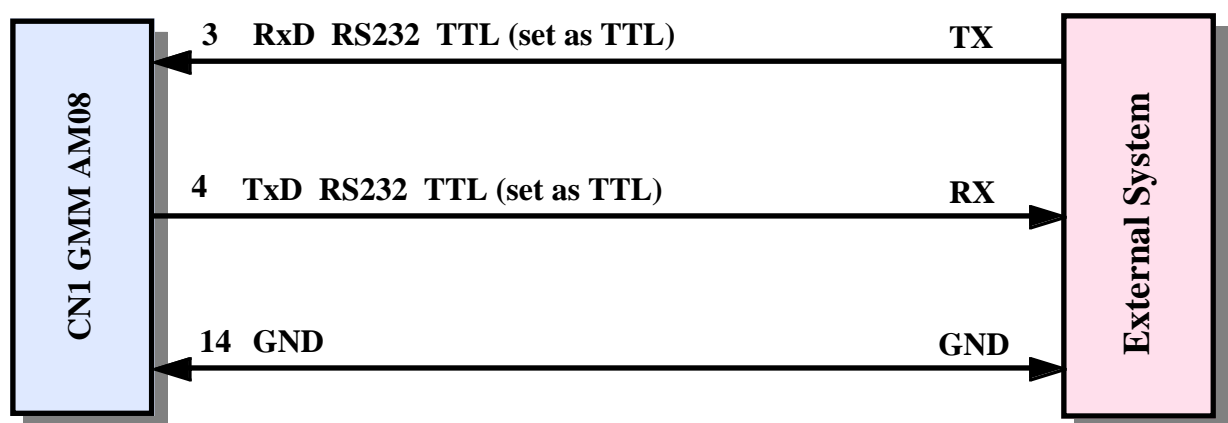 3 RxD RS232 TTL (set as TTL) TX
CN1 GMM AM08
4 TxD RS232 TTL (set as TTL) RX
External System
14 GND GND